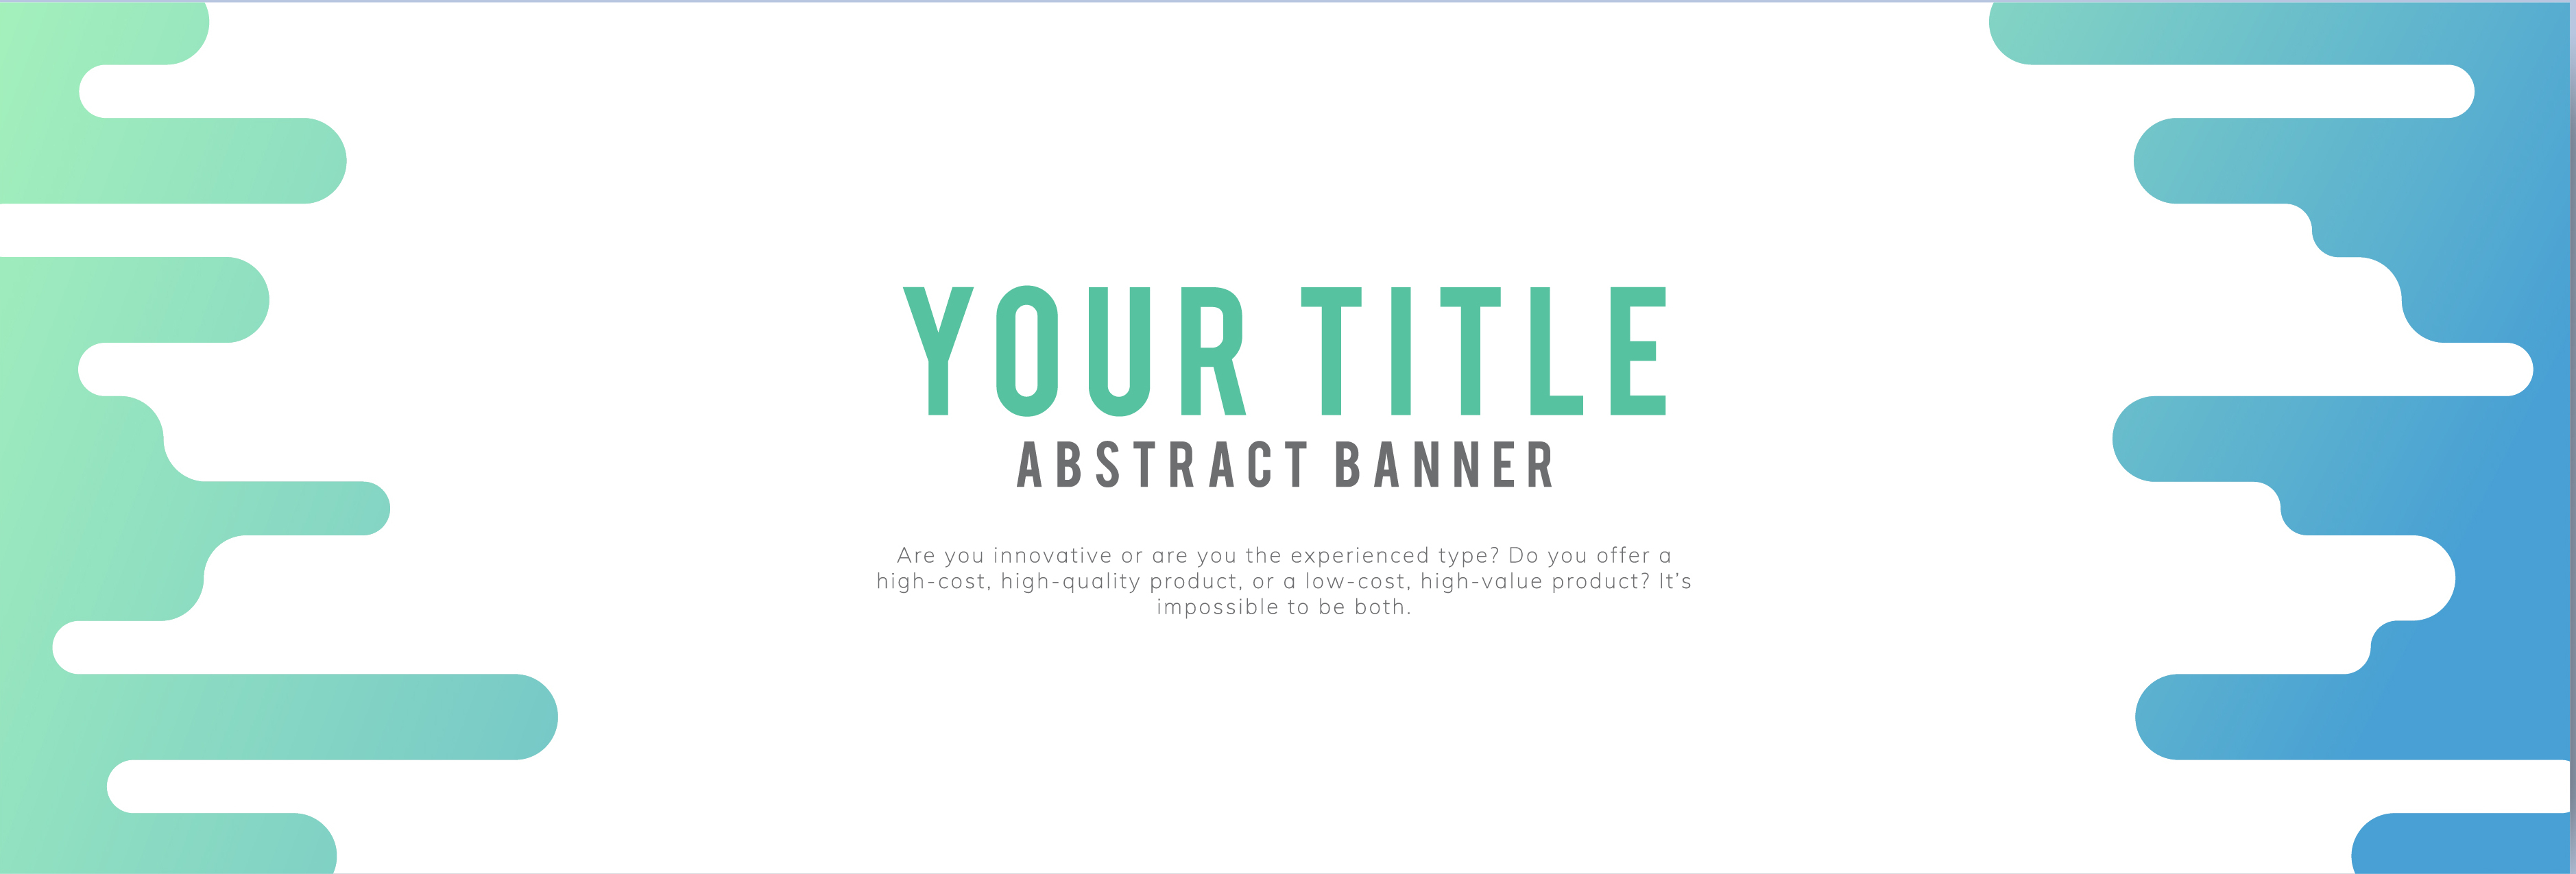 YOUR TITLE
ABSTRACT BANNER
Are you innovative or are you the experienced type? Do you offer a
high-cost, high-quality product, or a low-cost, high-value product? It’s
impossible to be both.